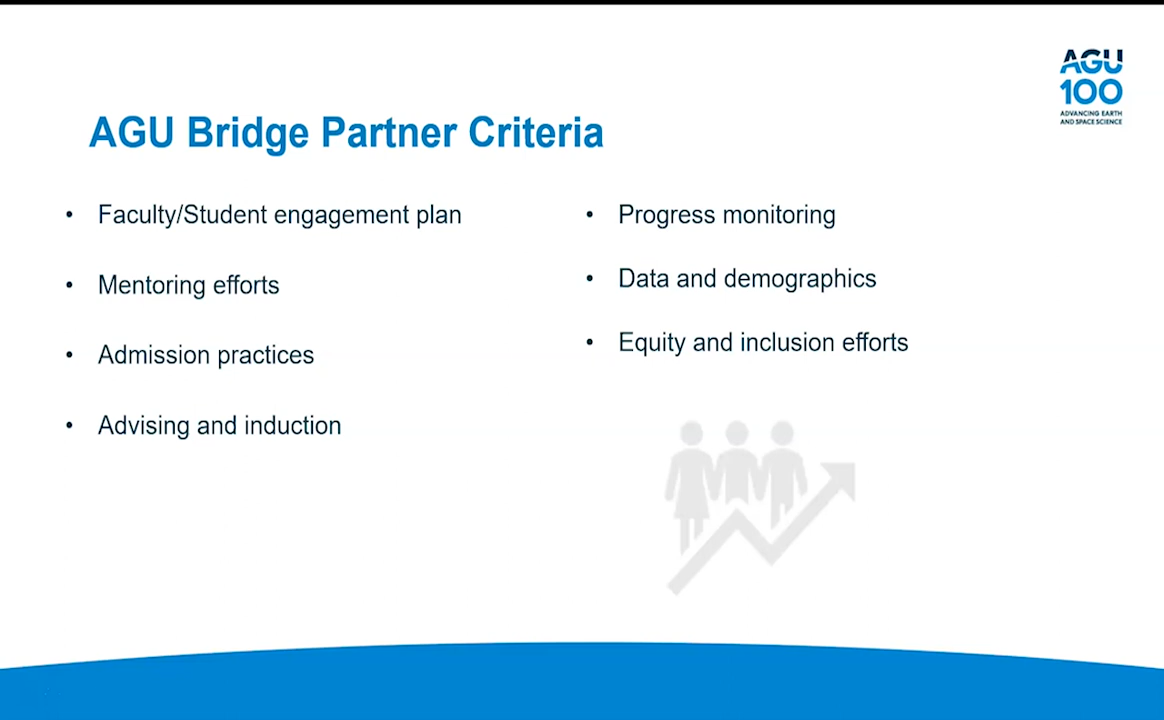 AGU
100
ADVANCING EARTH
AND SPACE SCIENCE
AGU Bridge Partner Criteria
• Faculty/Student engagement plan
• Mentoring efforts
• Admission practices
• Advising and induction
• Progress monitoring
• Data and demographics
• Equity and inclusion efforts